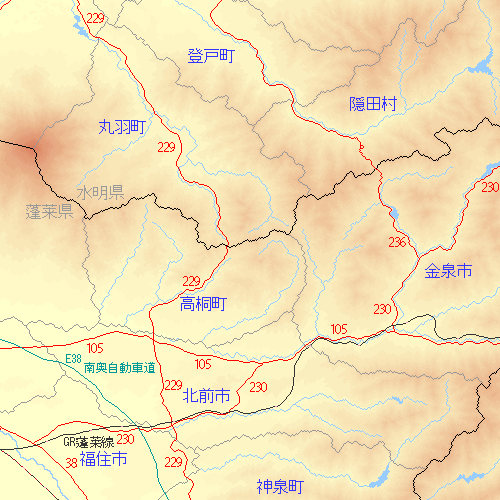 229
登戸町
隠田村
丸羽町
229
水明県
蓬莱県
230
236
金泉市
229
高桐町
230
105
105
E38
南奥自動車道
105
229
北前市
230
GR蓬莱線
230
福住市
38
229
神泉町